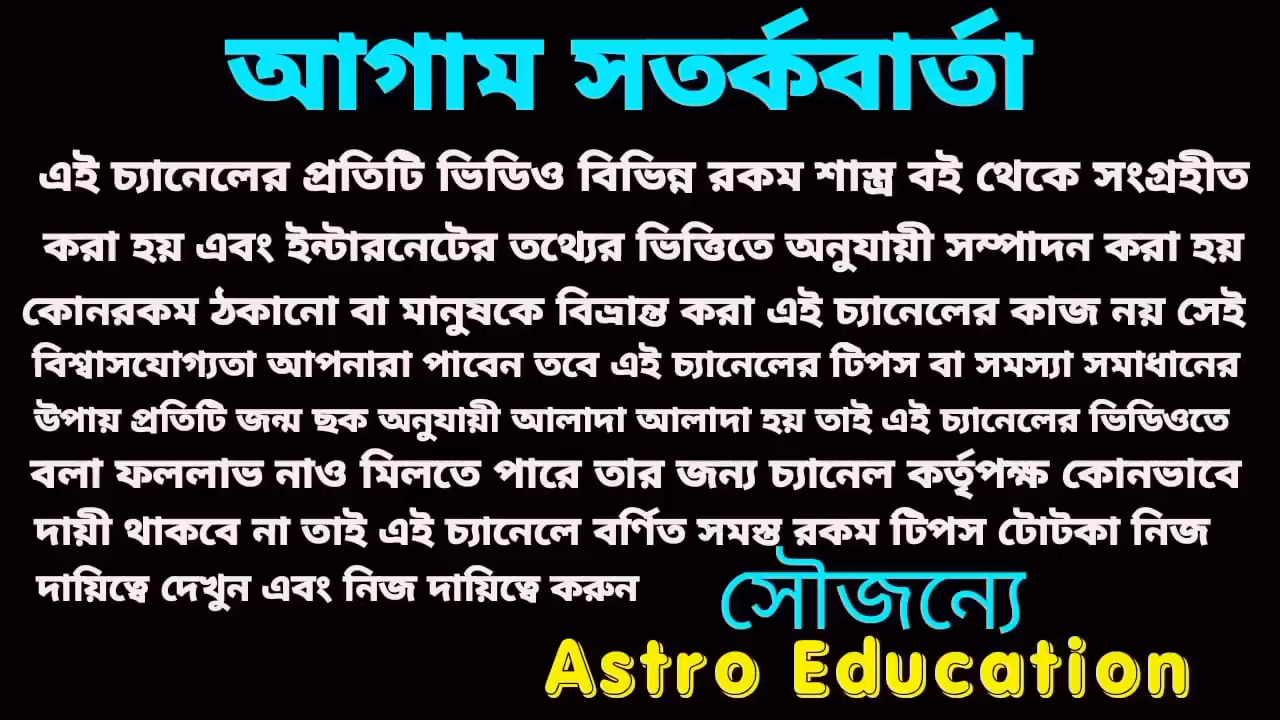 আগাম সতর্কবার্তা
এই চ্যানেলের প্রতিটি ভিডিও বিভিন্ন রকম শাস্ত্র বই থেকে সংগ্রহীত
করা হয় এবং ইন্টারনেটের তথ্যের ভিত্তিতে অনুযায়ী সম্পাদন করা হয়
কোনরকম ঠকানো বা মানুষকে বিভ্রান্ত করা এই চ্যানেলের কাজ নয় সেই
বিশ্বাসযোগ্যতা আপনারা পাবেন তবে এই চ্যানেলের টিপস বা সমস্যা সমাধানের
উপায় প্রতিটি জন্ম ছক অনুযায়ী আলাদা আলাদা হয় তাই এই চ্যানেলের ভিডিওতে
বলা ফললাভ নাও মিলতে পারে তার জন্য চ্যানেল কর্তৃপক্ষ কোনভাবে
দায়ী থাকবে না তাই এই চ্যানেলে বর্ণিত সমস্ত রকম টিপস টোটকা নিজ
দায়িত্বে দেখুন এবং নিজ দায়িত্বে করুন
সৌজন্যে
Astro Education